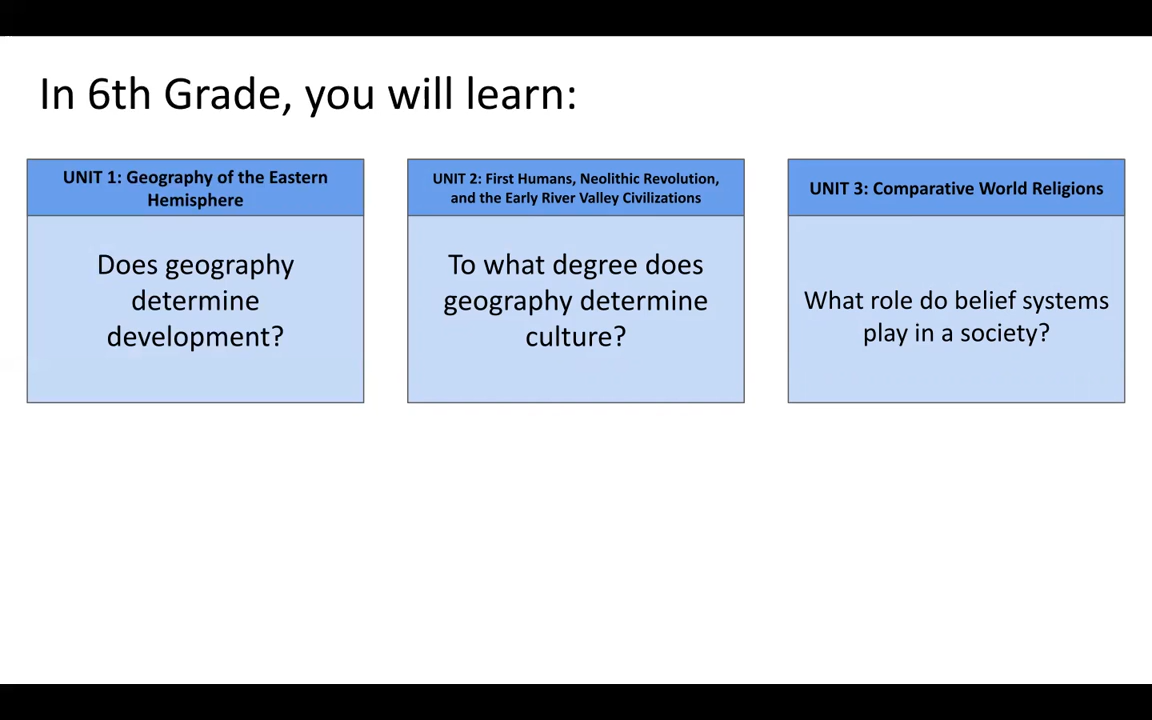 In 6th Grade, you will learn:
UNIT 1: Geography of the Eastern
Hemisphere
Does geography
determine
development?
UNIT 2: First Humans, Neolithic Revolution,
and the Early River Valley Civilizations
To what degree does
geography determine
culture?
UNIT 3: Comparative World Religions
What role do belief systems
play in a society?